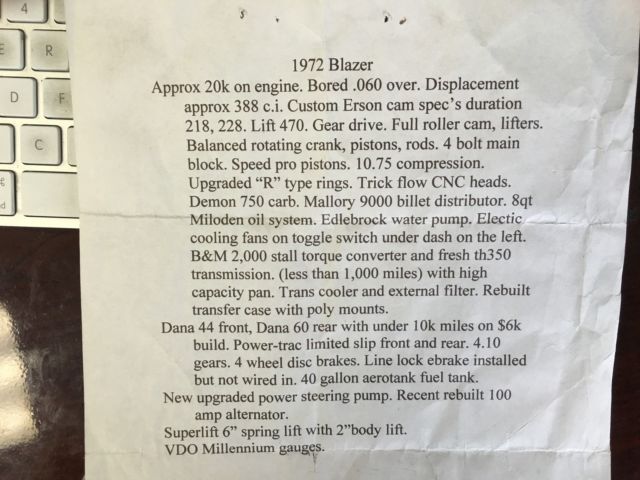 4
E R
D F
C
1972 Blazer
Approx 20k on engine. Bored .060 over. Displacement
approx 388 c.i. Custom Erson cam spec's duration
218, 228. Lift 470. Gear drive. Full roller cam, lifters.
Balanced rotating crank, pistons, rods. 4 bolt main
block. Speed pro pistons. 10.75 compression.
Upgraded “R” type rings. Trick flow CNC heads.
Demon 750 carb. Mallory 9000 billet distributor. 8qt
Miloden oil system. Edlebrock water pump. Electic
cooling fans on toggle switch under dash on the left.
B&M 2,000 stall torque converter and fresh th350
transmission. (less than 1,000 miles) with high
capacity pan. Trans cooler and external filter. Rebuilt
transfer case with poly mounts.
Dana 44 front, Dana 60 rear with under 10k miles on $6k
build. Power-trac limited slip front and rear. 4.10
gears. 4 wheel disc brakes. Line lock ebrake installed
but not wired in. 40 gallon aerotank fuel tank.
New upgraded power steering pump. Recent rebuilt 100
amp alternator.
Superlift 6” spring lift with 2”body lift.
VDO Millennium gauges.